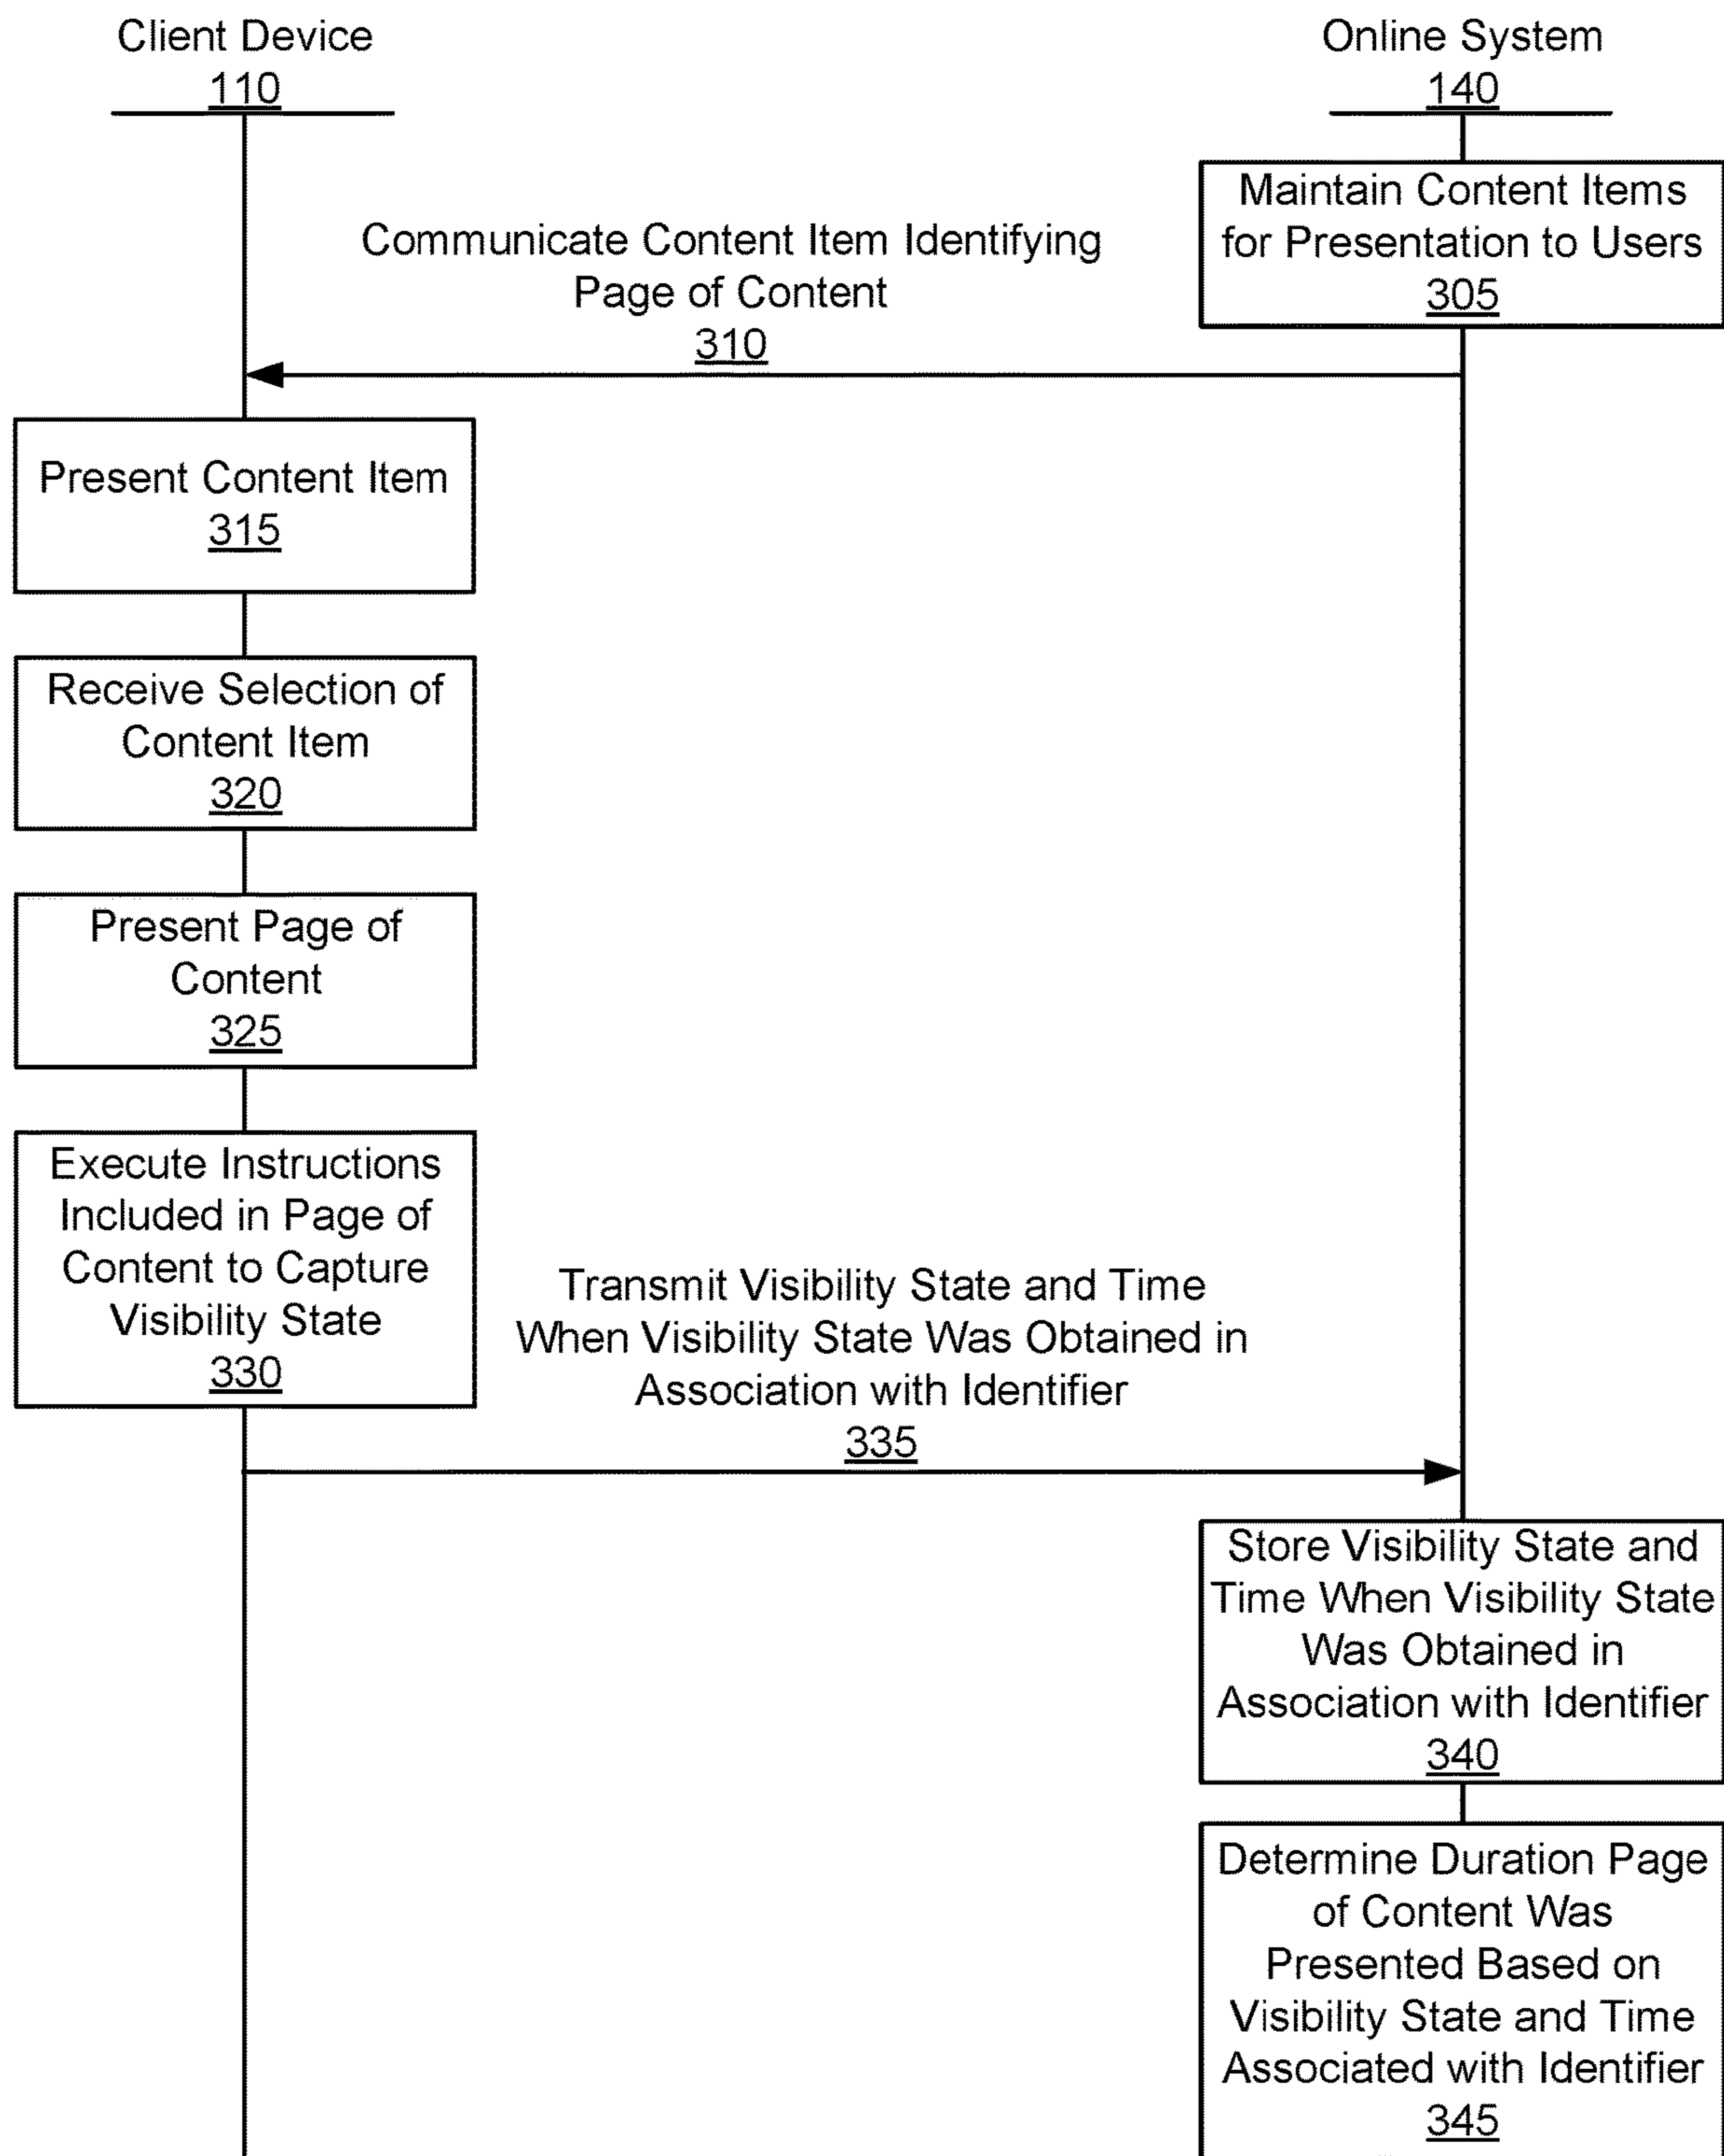 Client Device
110
Online System
140
Maintain Content Items
for Presentation to Users
305
Communicate Content Item Identifying
Page of Content
310
Present Content Item
315
Receive Selection of
Content Item
320
Present Page of
Content
325
Execute Instructions
Included in Page of
Content to Capture
Visibility State
330
Transmit Visibility State and Time
When Visibility State Was Obtained in
Association with Identifier
335
Store Visibility State and
Time When Visibility State
Was Obtained in
Association with Identifier
340
Determine Duration Page
of Content Was
Presented Based on
Visibility State and Time
Associated with Identifier
345